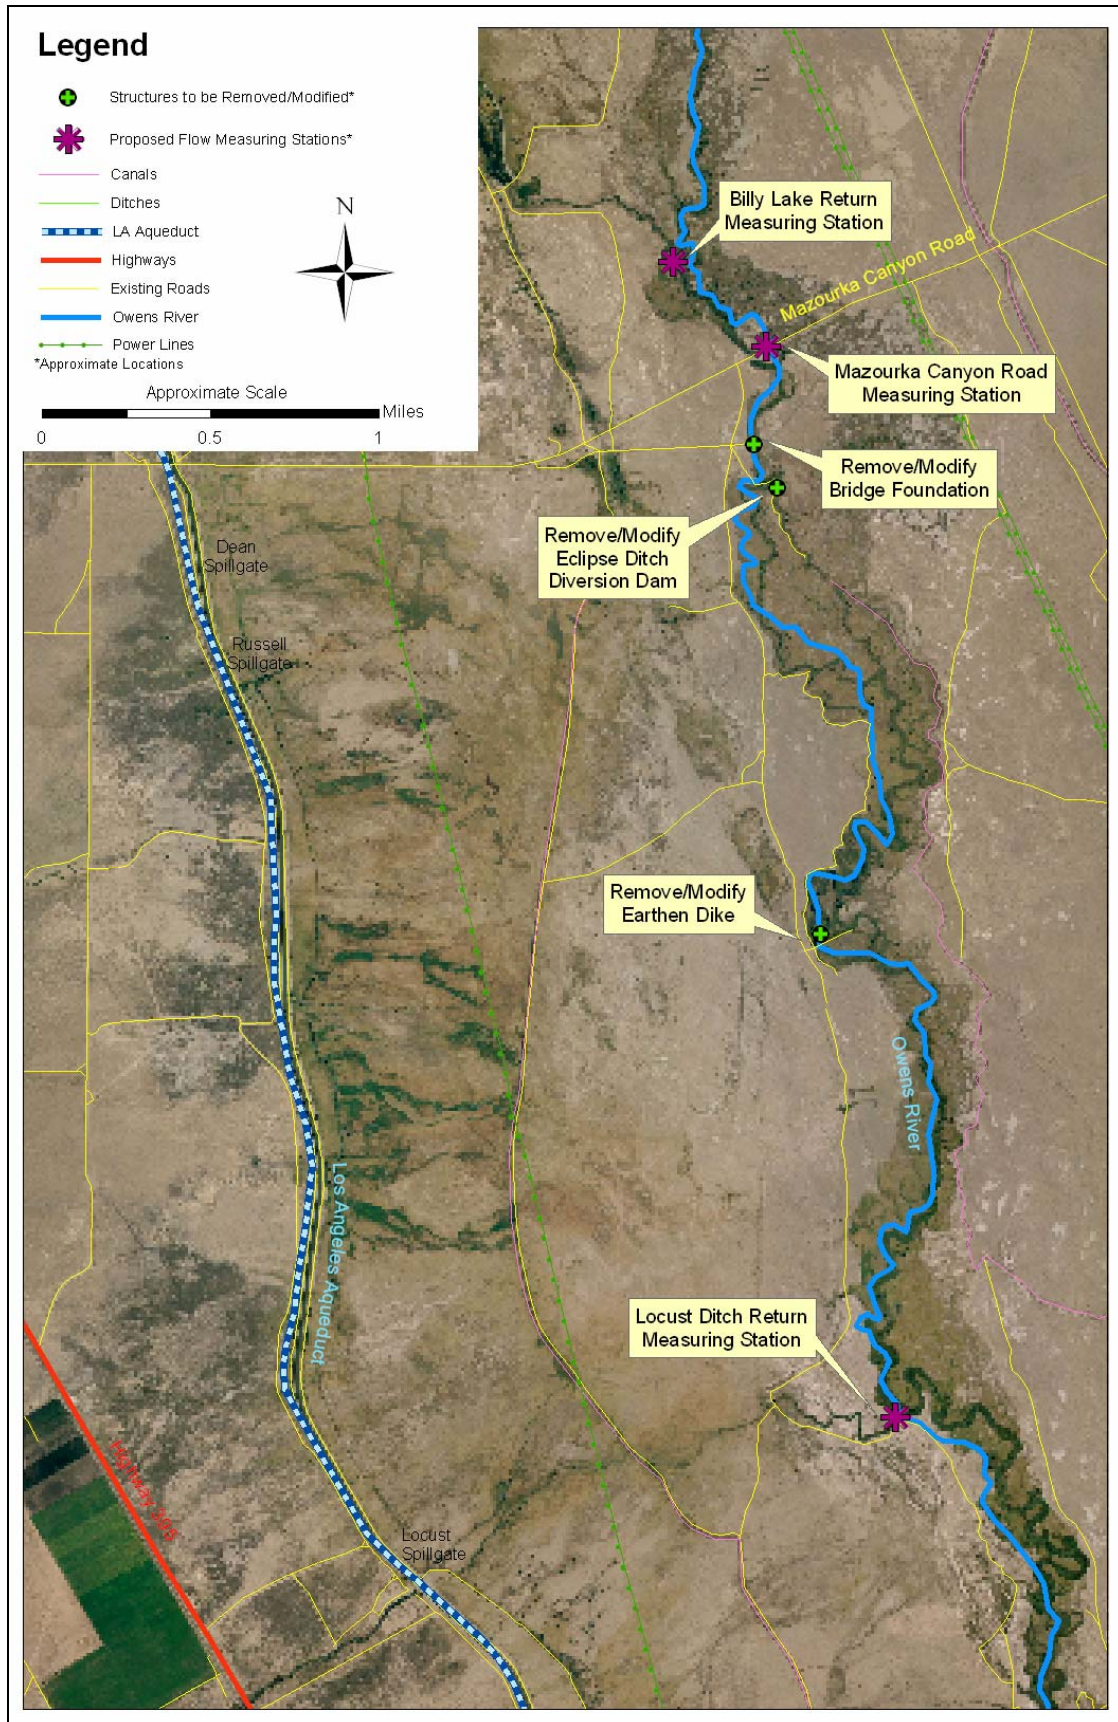 Legend
Structures to be Removed/Modified*
Proposed Flow Measuring Stations*
Canals
Ditches
LA Aqueduct
Highways
Existing Roads
Owens River
Power Lines
*Approximate Locations
N
Approximate Scale
Miles
0 0.5 1
Billy Lake Return
Measuring Station
Mazourka Canyon Road
Mazourka Canyon Road
Measuring Station
Remove/Modify
Bridge Foundation
Remove/Modify
Eclipse Ditch
Diversion Dam
Dean
Spillgate
Russell
Spillgate
Remove/Modify
Earthen Dike
Owens River
Los Angeles Aqueduct
Locust Ditch Return
Measuring Station
Highway 395
Locust
Spillgate